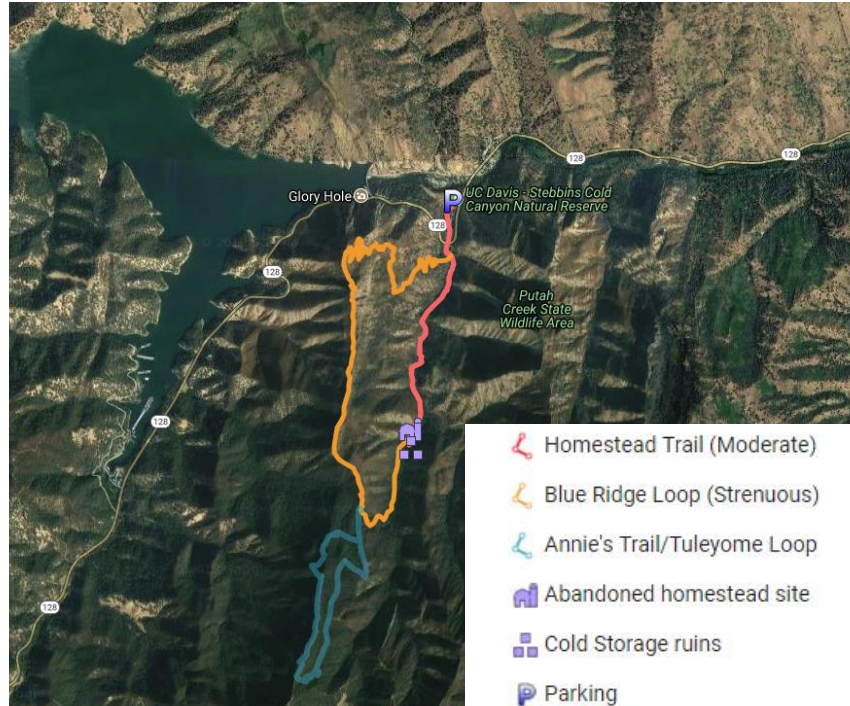 128
128
Glory Hole
P
UC Davis - Stebbins Cold
Canyon Natural Reserve
128
128
Putah
Creek State
Wildlife Area
128
128
Homestead Trail (Moderate)
Blue Ridge Loop (Strenuous)
Annie's Trail/Tuleyome Loop
Abandoned homestead site
Cold Storage ruins
P Parking